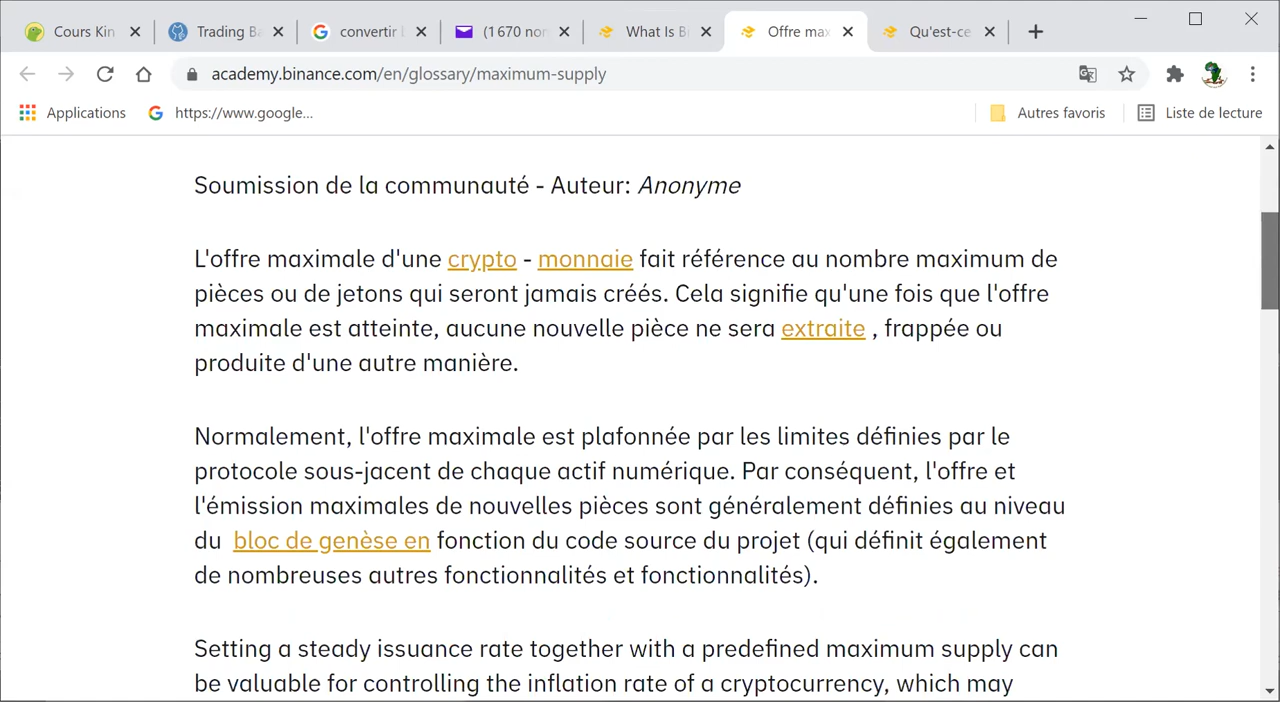 Cours Kin
Trading Ba
convertir
(1 670 non
What Is B
Offre max
Qu'est-ce
academy.binance.com/en/glossary/maximum-supply
Applications
https://www.google...
Autres favoris
Liste de lecture
Soumission de la communauté - Auteur: Anonyme
L'offre maximale d'une crypto - monnaie fait référence au nombre maximum de
pièces ou de jetons qui seront jamais créés. Cela signifie qu'une fois que l'offre
maximale est atteinte, aucune nouvelle pièce ne sera extraite , frappée ou
produite d'une autre manière.
Normalement, l'offre maximale est plafonnée par les limites définies par le
protocole sous-jacent de chaque actif numérique. Par conséquent, l'offre et
l'émission maximales de nouvelles pièces sont généralement définies au niveau
du bloc de genèse en fonction du code source du projet (qui définit également
de nombreuses autres fonctionnalités et fonctionnalités).
Setting a steady issuance rate together with a predefined maximum supply can
be valuable for controlling the inflation rate of a cryptocurrency, which may